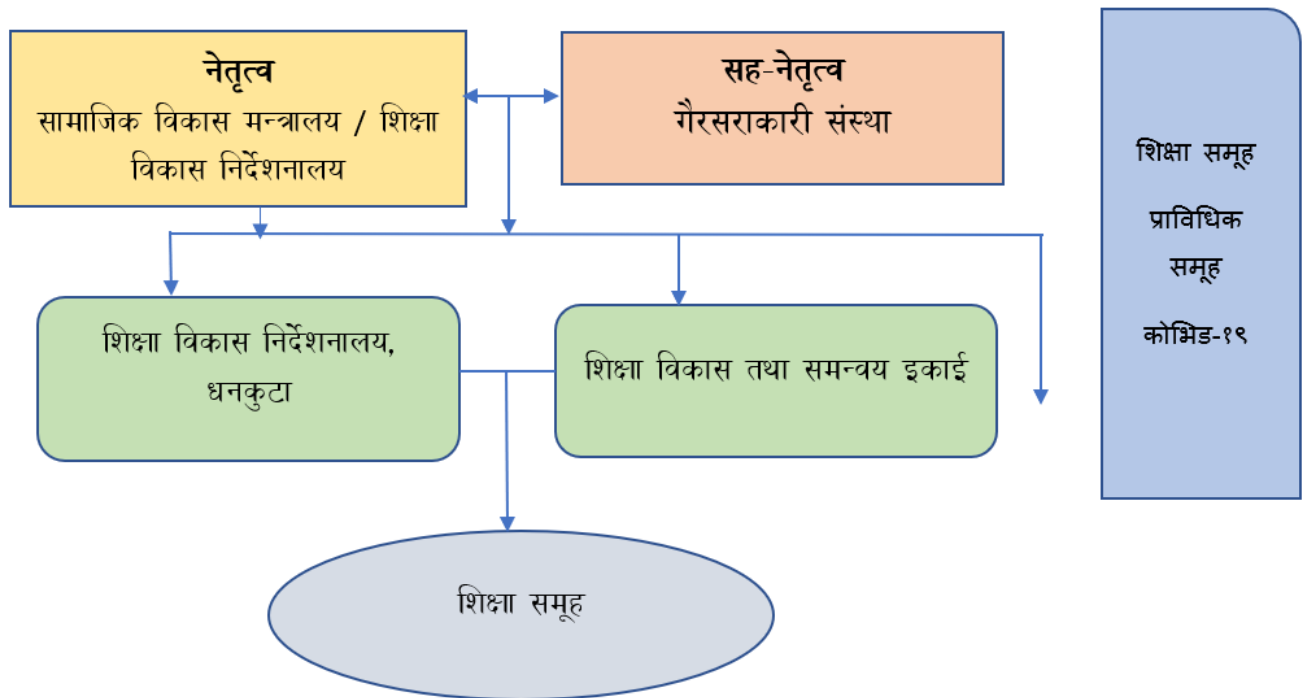 नेतृत्व
सामाजिक विकास मन्त्रालय / शिक्षा
विकास निर्देशनालय
सह-नेतृत्व
गैरसराकारी संस्था
शिक्षा समूह
प्राविधिक
समूह
कोभिड-१९
शिक्षा विकास निर्देशनालय,
धनकुटा
शिक्षा विकास तथा समन्वय इकाई
शिक्षा समूह